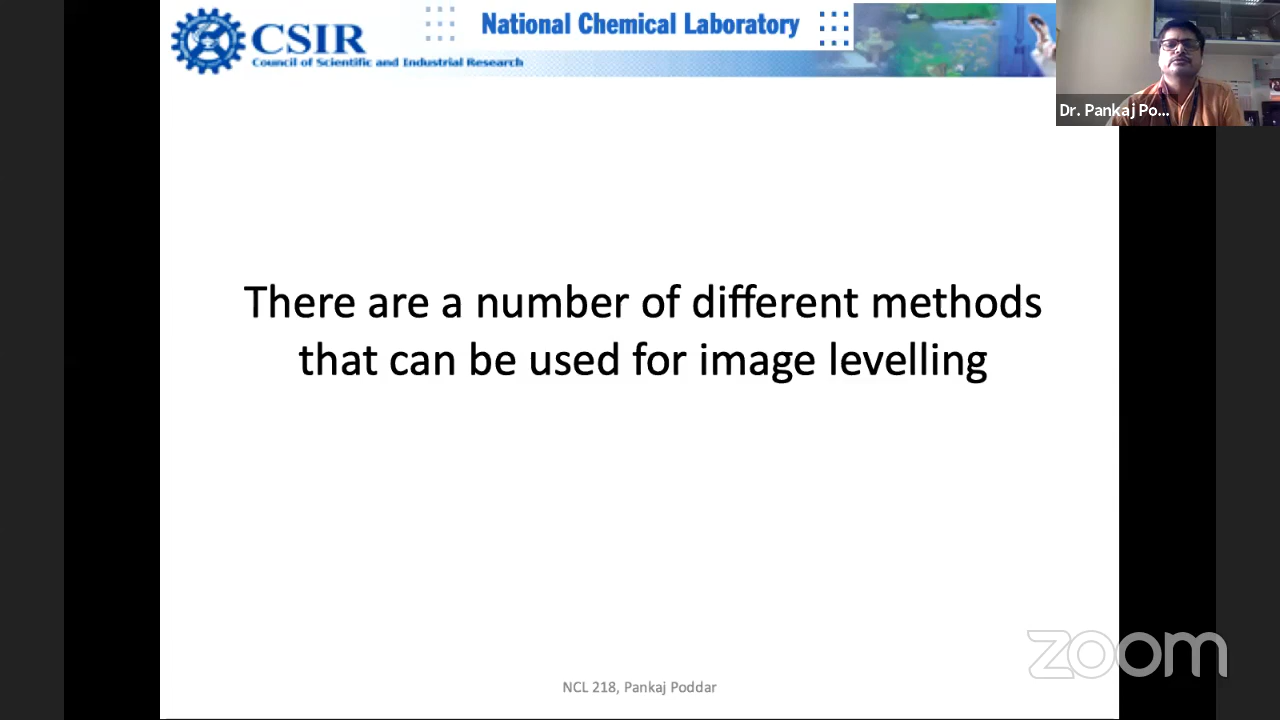 CSIR
Council of Scientific and Industrial Research
National Chemical Laboratory
Dr. Pankaj Po...
There are a number of different methods
that can be used for image levelling
zoom
NCL 218, Pankaj Poddar